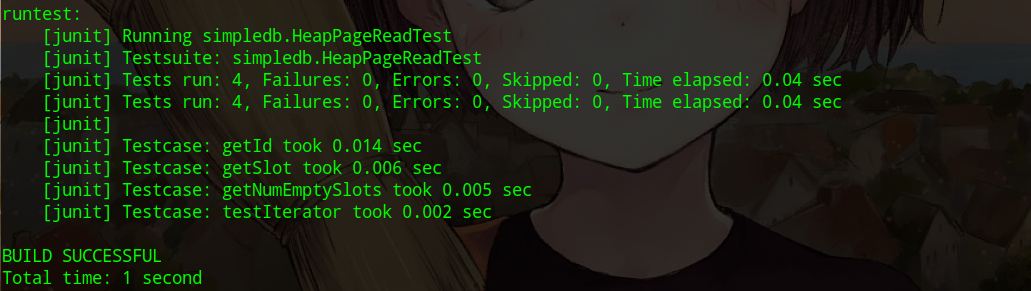 runtest:
    [junit] Running simpledb.HeapPageReadTest
    [junit] Testsuite: simpledb.HeapPageReadTest
    [junit] Tests run: 4, Failures: 0, Errors: 0, Skipped: 0, Time elapsed: 0.04 sec
    [junit] Tests run: 4, Failures: 0, Errors: 0, Skipped: 0, Time elapsed: 0.04 sec
    [junit]
    [junit] Testcase: getId took 0.014 sec
    [junit] Testcase: getSlot took 0.006 sec
    [junit] Testcase: getNumEmptySlots took 0.005 sec
    [junit] Testcase: testIterator took 0.002 sec

BUILD SUCCESSFUL
Total time: 1 second